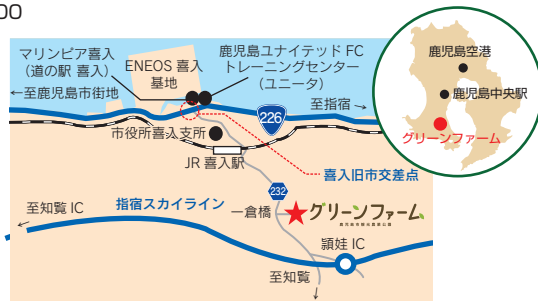 00
マリンピア喜入
（道の駅 喜入）
ENEOS 喜入
基地
鹿児島ユナイテッド FC
トレーニングセンター
（ユニータ）
←至鹿児島市街地
至指宿→
226
市役所喜入支所
JR 喜入駅
喜入旧市交差点
232
一倉橋
グリーンファーム
至知覧 IC
←
指宿スカイライン
頴娃 IC
至知覧
↓
鹿児島空港
鹿児島中央駅
グリーンファーム